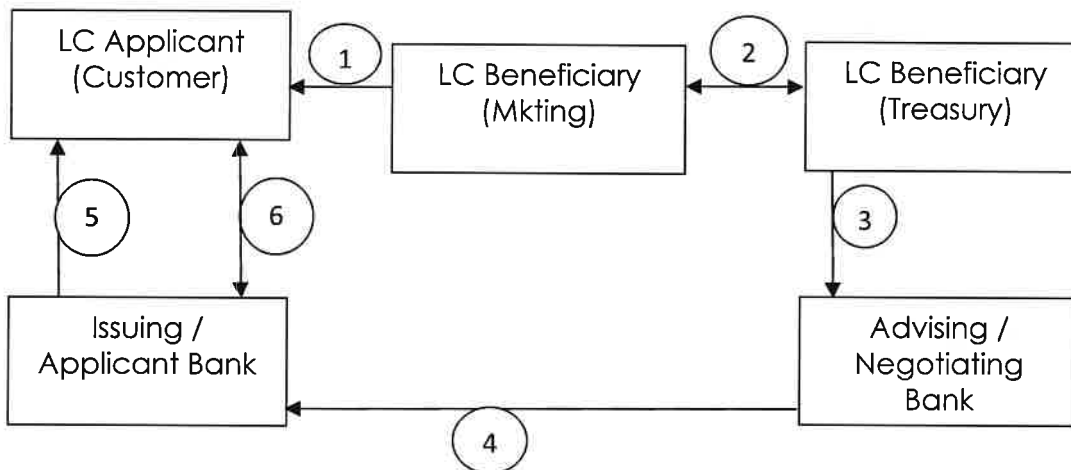 LC Applicant
(Customer)
1
LC Beneficiary
(Mkting)
2
LC Beneficiary
(Treasury)
5
6
3
Issuing /
Applicant Bank
Advising /
Negotiating
Bank
4